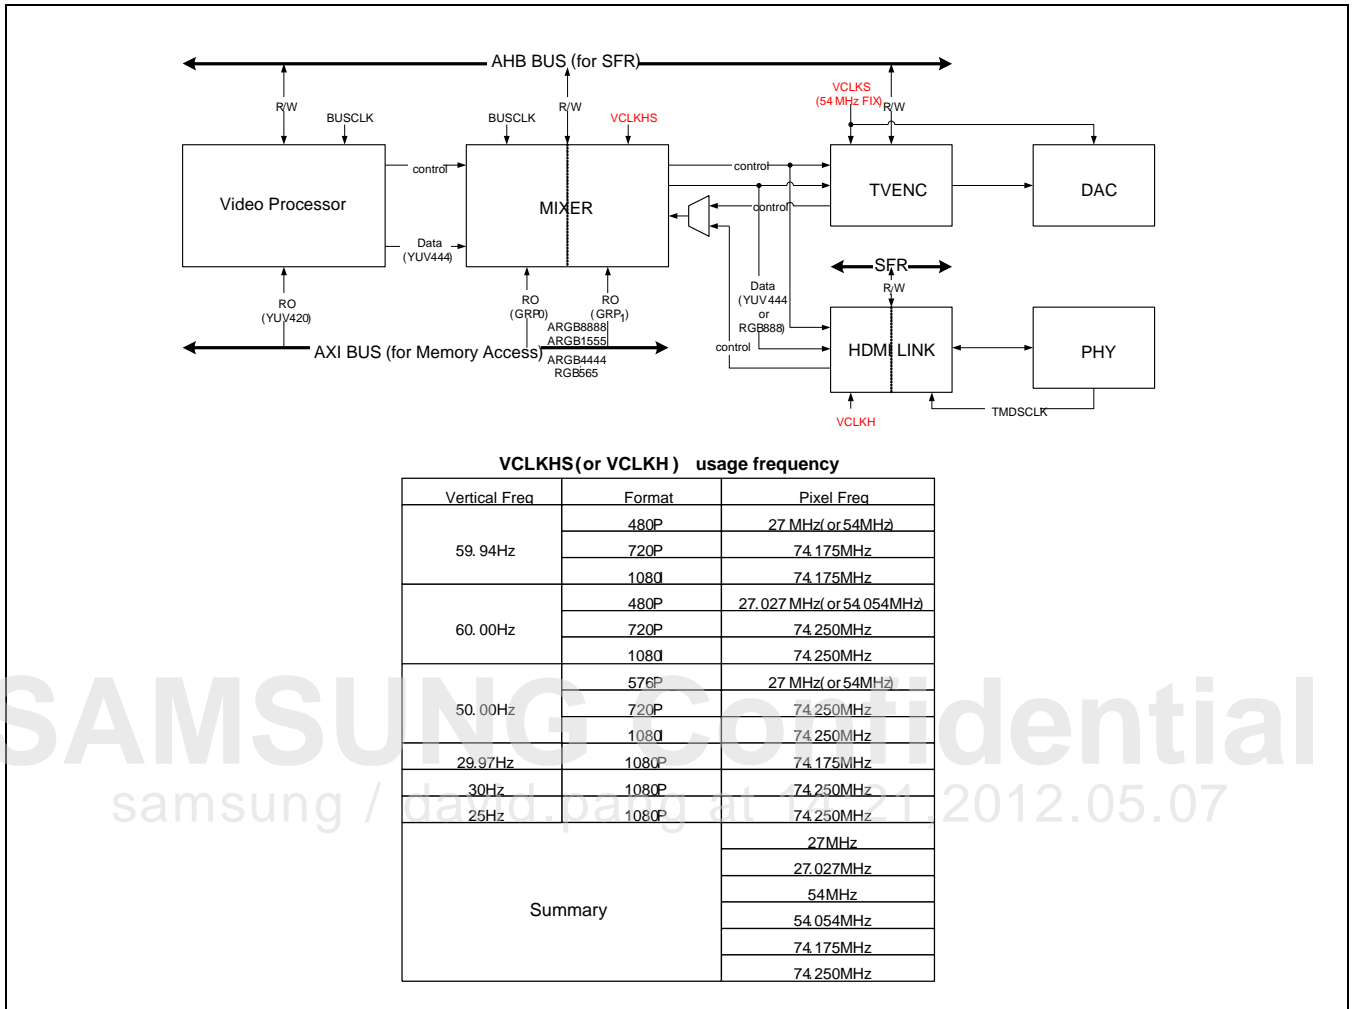 AHB BUS (for SFR)
VCLKS
(54 MHz FIX)
R/W
R/W
R/W
BUSCLK
BUSCLK
VCLKHS
control
control
Video Processor
MIXER
TVENC
DAC
control
Data
(YUV444)
SFR
R/W
Data
(YUV444
or
RGB888)
RO
(YUV420)
RO
(GRP0)
RO
(GRP1)
ARGB8888
ARGB1555
AXI BUS (for Memory Access)
ARGB4444
RGB565
control
HDMI LINK
PHY
TMDSCLK
VCLKH
VCLKHS(or VCLKH) usage frequency
Vertical Freq Format Pixel Freq
59.94Hz
480P 27 MHz(or 54MHz)
720P 74.175MHz
1080I 74.175MHz
60.00Hz
480P 27.027 MHz(or 54.054MHz)
720P 74.250MHz
1080I 74.250MHz
50.00Hz
576P 27 MHz(or 54MHz)
720P 74.250MHz
1080I 74.250MHz
29.97Hz 1080P 74.175MHz
30Hz 1080P 74.250MHz
25Hz 1080P 74.250MHz
Summary
27MHz
27.027MHz
54MHz
54.054MHz
74.175MHz
74.250MHz
SAMSUNG Confidential
samsung / david.pang at 14:21,2012.05.07